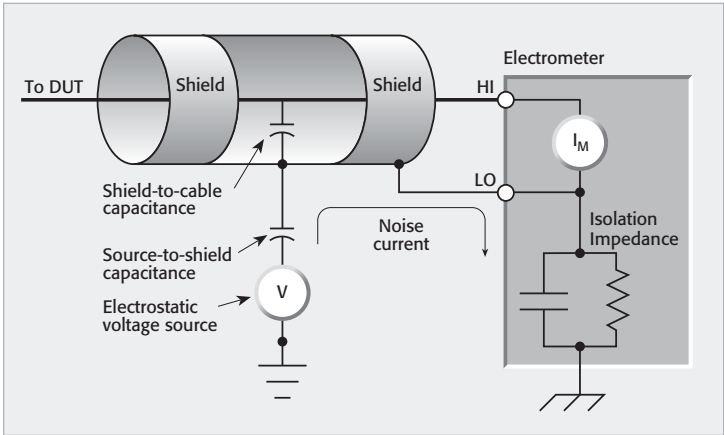 Electrometer
To DUT
Shield
Shield
HI
I_M
LO
Shield-to-cable
capacitance
Noise
current
Isolation
Impedance
Source-to-shield
capacitance
V
Electrostatic
voltage source